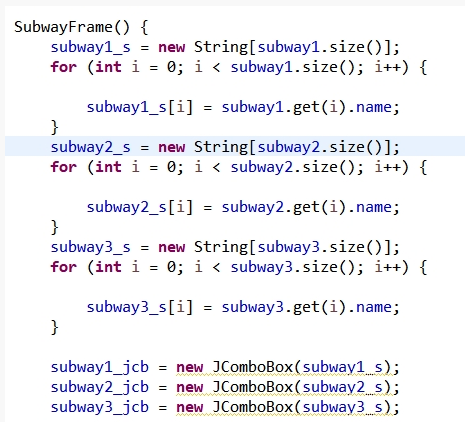 SubwayFrame() {
subway1_s = new String[subway1.size()];
for (int i = 0; i < subway1.size(); i++) {
subway1_s[i] = subway1.get(i).name;
}
subway2_s = new String[subway2.size()];
for (int i = 0; i < subway2.size(); i++) {
subway2_s[i] = subway2.get(i).name;
}
subway3_s = new String[subway3.size()];
for (int i = 0; i < subway3.size(); i++) {
subway3_s[i] = subway3.get(i).name;
}
subway1_jcb = new JComboBox(subway1_s);
subway2_jcb = new JComboBox(subway2_s);
subway3_jcb = new JComboBox(subway3_s);